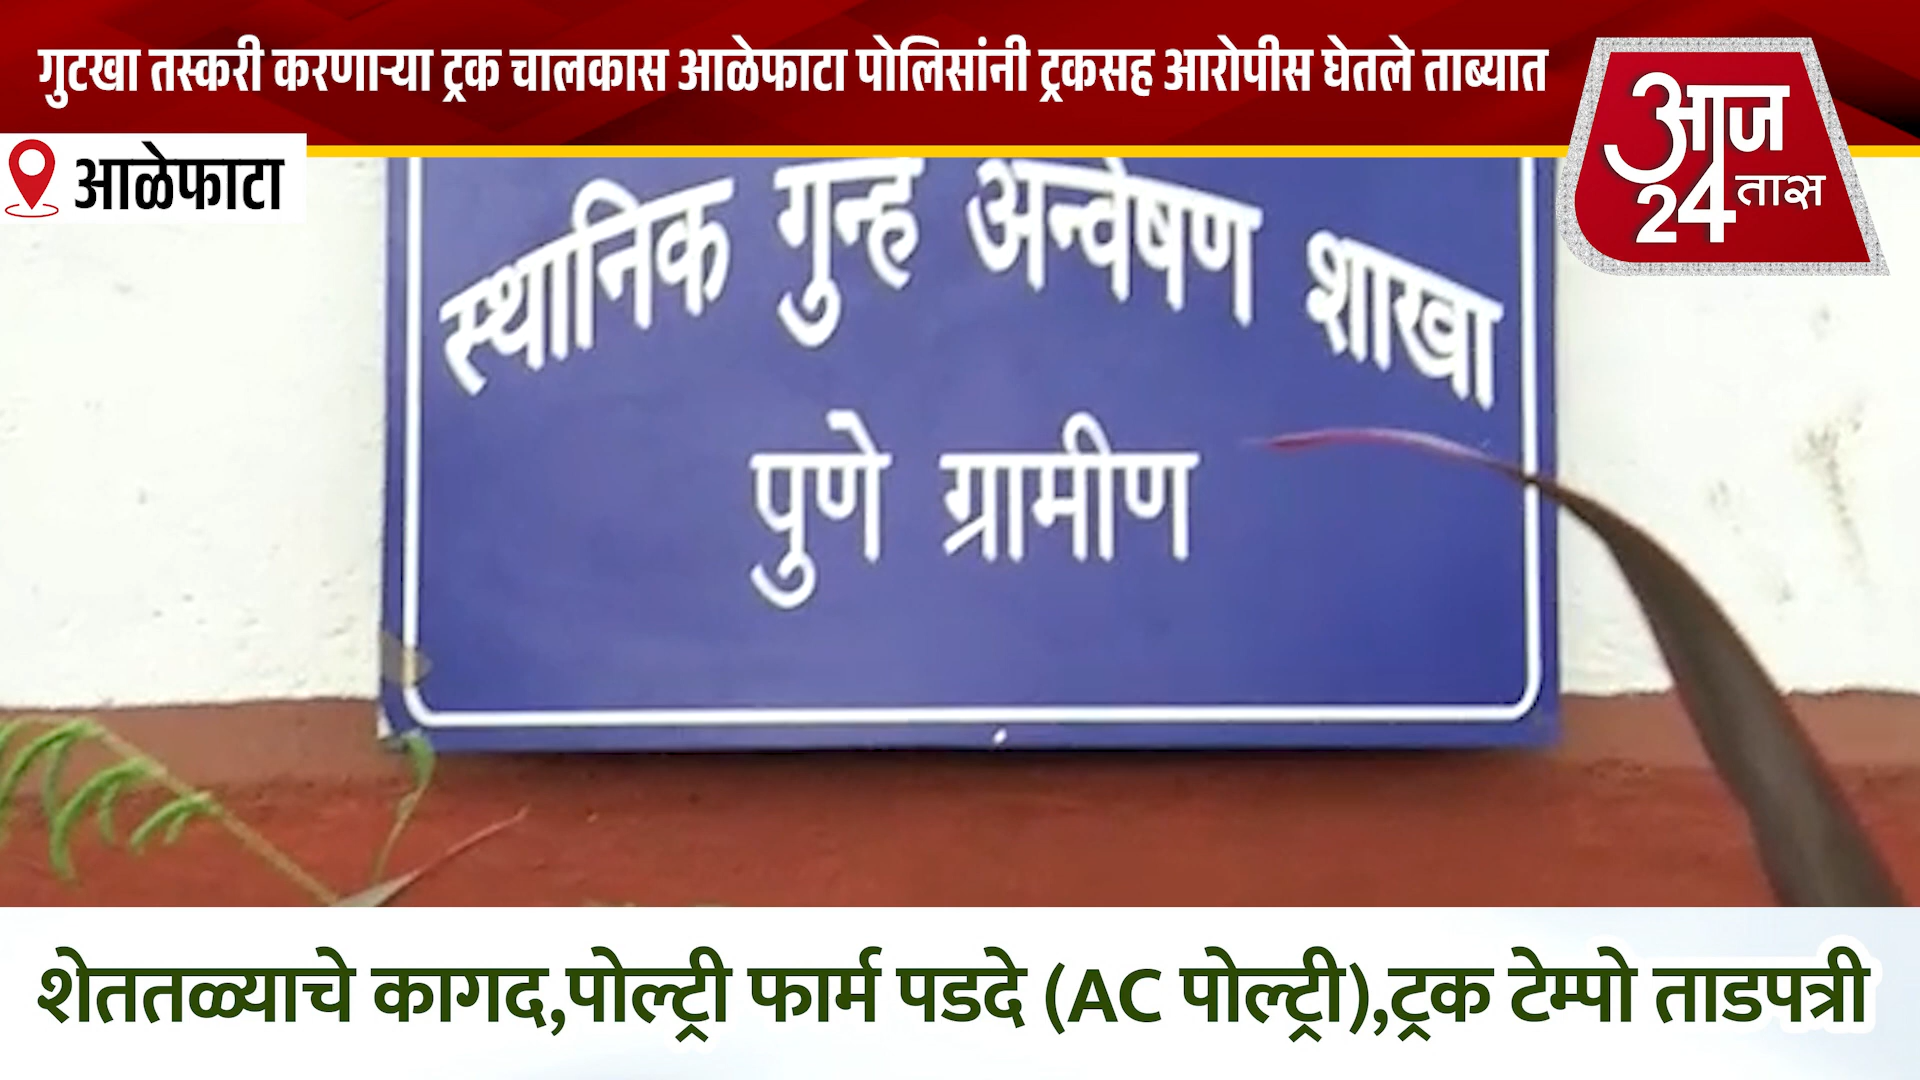 गुटखा तस्करी करणाऱ्या ट्रक चालकास आळेफाटा पोलिसांनी ट्रकसह आरोपीस घेतले ताब्यात
आज
24 तास
आळेफाटा
स्थानिक गुन्हे अन्वेषण शाखा
पुणे ग्रामीण
शेततळ्याचे कागद,पोल्ट्री फार्म पडदे (AC पोल्ट्री),ट्रक टेम्पो ताडपत्री